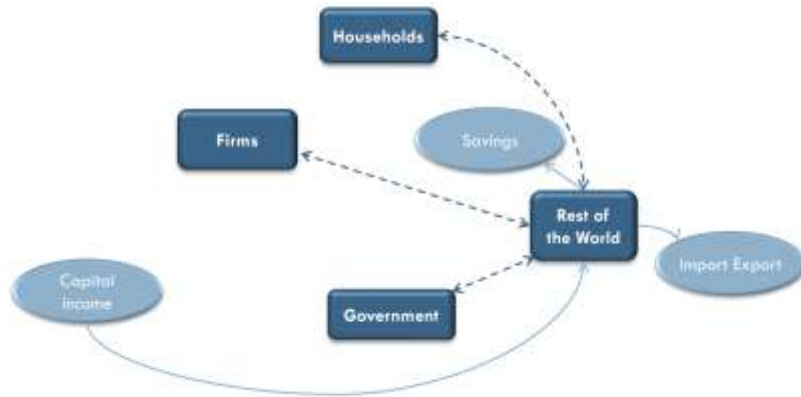 Households
Firms
Savings
Rest of
the World
Import Export
Capital
income
Government